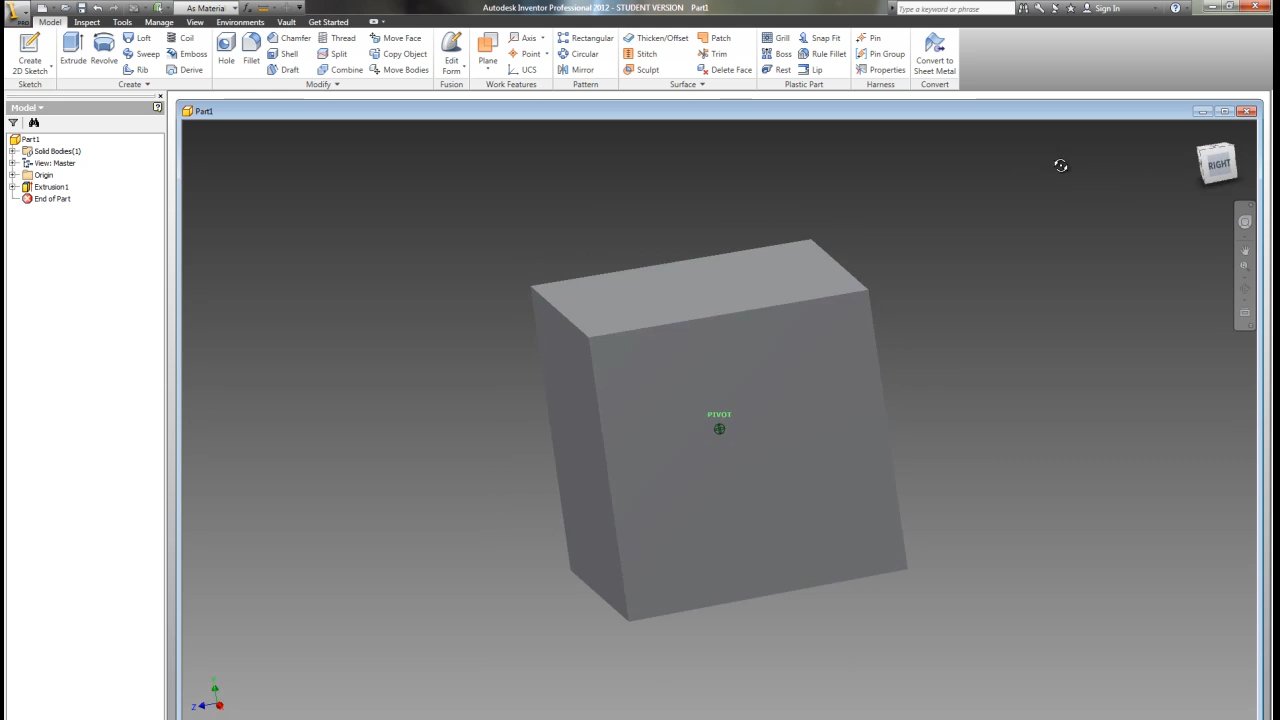 As Material
Autodesk Inventor Professional 2012 - STUDENT VERSION Part1
Type a keyword or phrase
Sign In
PRO
Model Inspect Tools Manage View Environments Vault Get Started
Create
2D Sketch
Extrude
Revolve
Loft
Sweep
Rib
Coil
Emboss
Derive
Hole
Fillet
Chamfer
Shell
Draft
Thread
Split
Combine
Move Face
Copy Object
Move Bodies
Edit
Form
Plane
Axis
Point
UCS
Rectangular
Circular
Mirror
Thicken/Offset
Stitch
Sculpt
Patch
Trim
Delete Face
Grill
Boss
Rest
Snap Fit
Rule Fillet
Lip
Pin
Pin Group
Properties
Convert to
Sheet Metal
Sketch Create Modify Fusion Work Features Pattern Surface Plastic Part Harness Convert
Model
Part1
Solid Bodies(1)
View: Master
Origin
Extrusion1
End of Part
Part1
RIGHT
PIVOT
Z